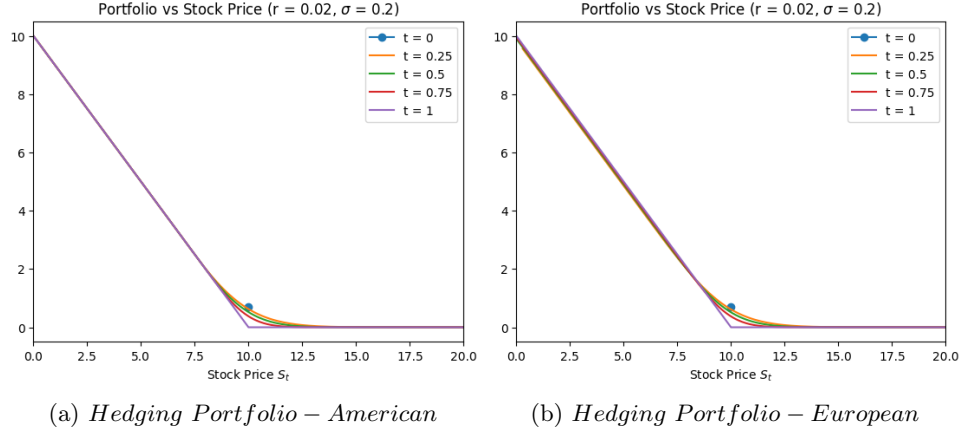 Portfolio vs Stock Price (r = 0.02, σ = 0.2)
10
8
6
4
2
0
0.0 2.5 5.0 7.5 10.0 12.5 15.0 17.5 20.0
Stock Price S_t
t = 0
t = 0.25
t = 0.5
t = 0.75
t = 1
(a) Hedging Portfolio − American
Portfolio vs Stock Price (r = 0.02, σ = 0.2)
10
8
6
4
2
0
0.0 2.5 5.0 7.5 10.0 12.5 15.0 17.5 20.0
Stock Price S_t
t = 0
t = 0.25
t = 0.5
t = 0.75
t = 1
(b) Hedging Portfolio − European